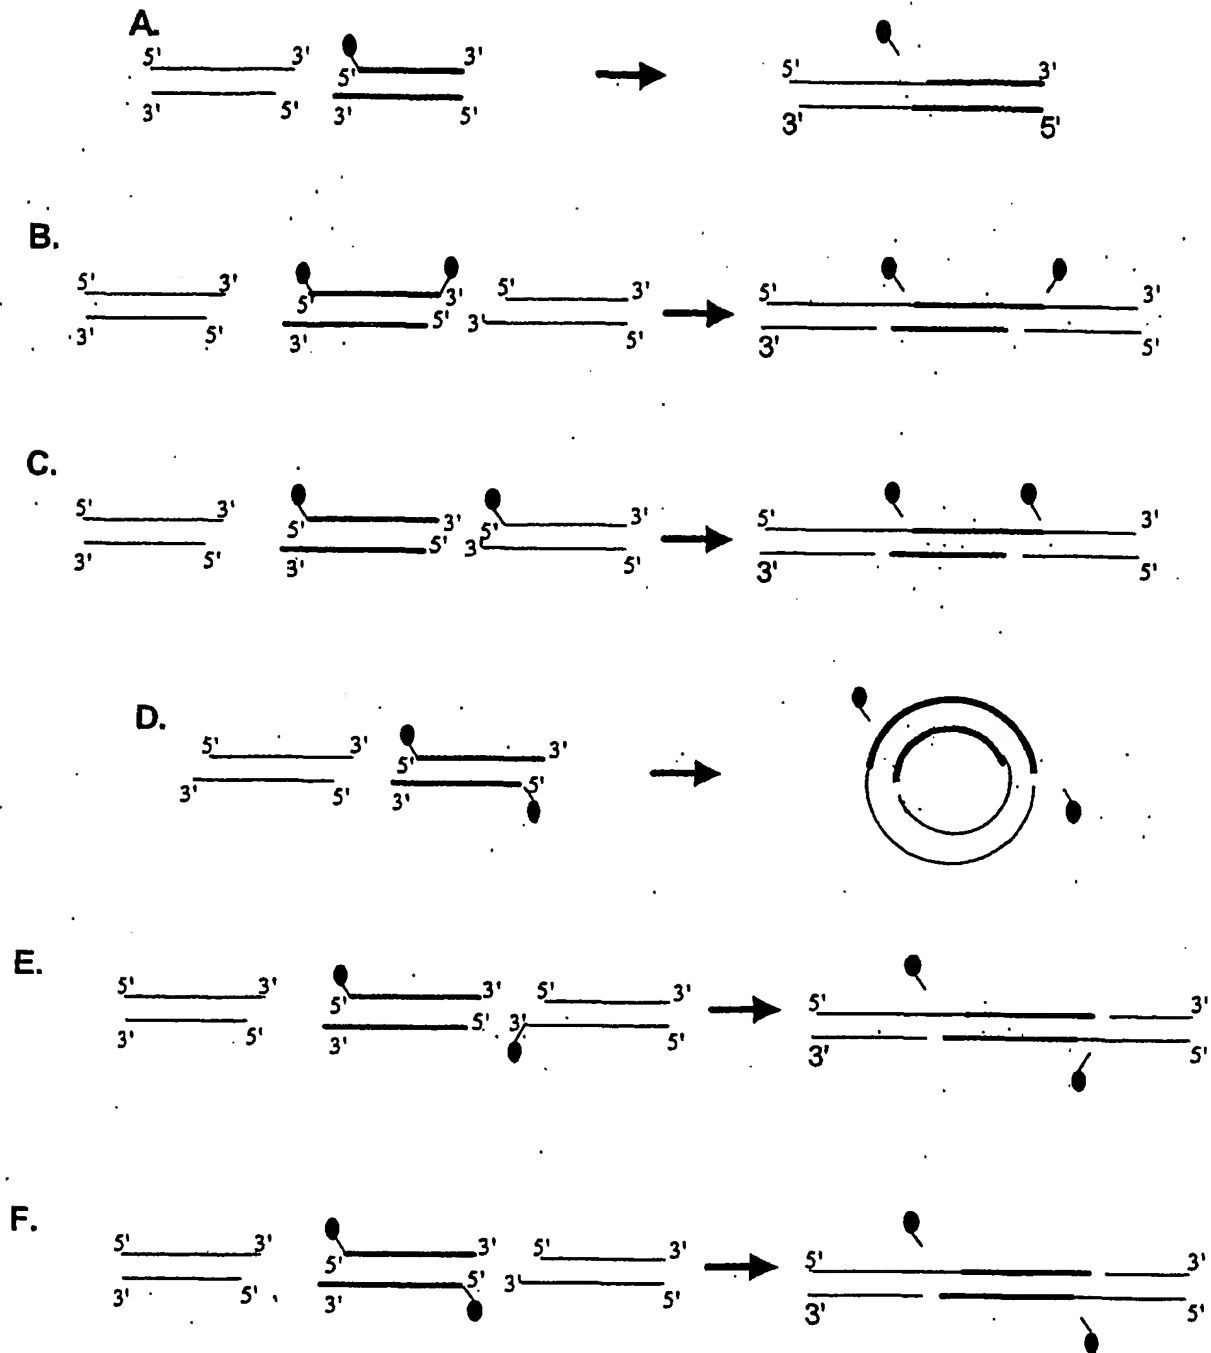 A.
5' 3' 5' 3' 5' 3'
3' 5' 3' 5' 3' 5'
B.
5' 3' 5' 3' 5' 3' 5' 3'
3' 5' 3' 5' 3' 5' 3' 5'
C.
5' 3' 5' 3' 5' 3' 5' 3'
3' 5' 3' 5' 3 5' 3' 5'
D.
5' 3' 5' 3'
3' 5' 3' 5'
E.
5' 3' 5' 3' 5' 3' 5' 3'
3' 5' 3' 5' 3' 5' 3' 5'
F.
5' 3' 5' 3' 5' 3' 5' 3'
3' 5' 3' 5' 3' 5' 3' 5'